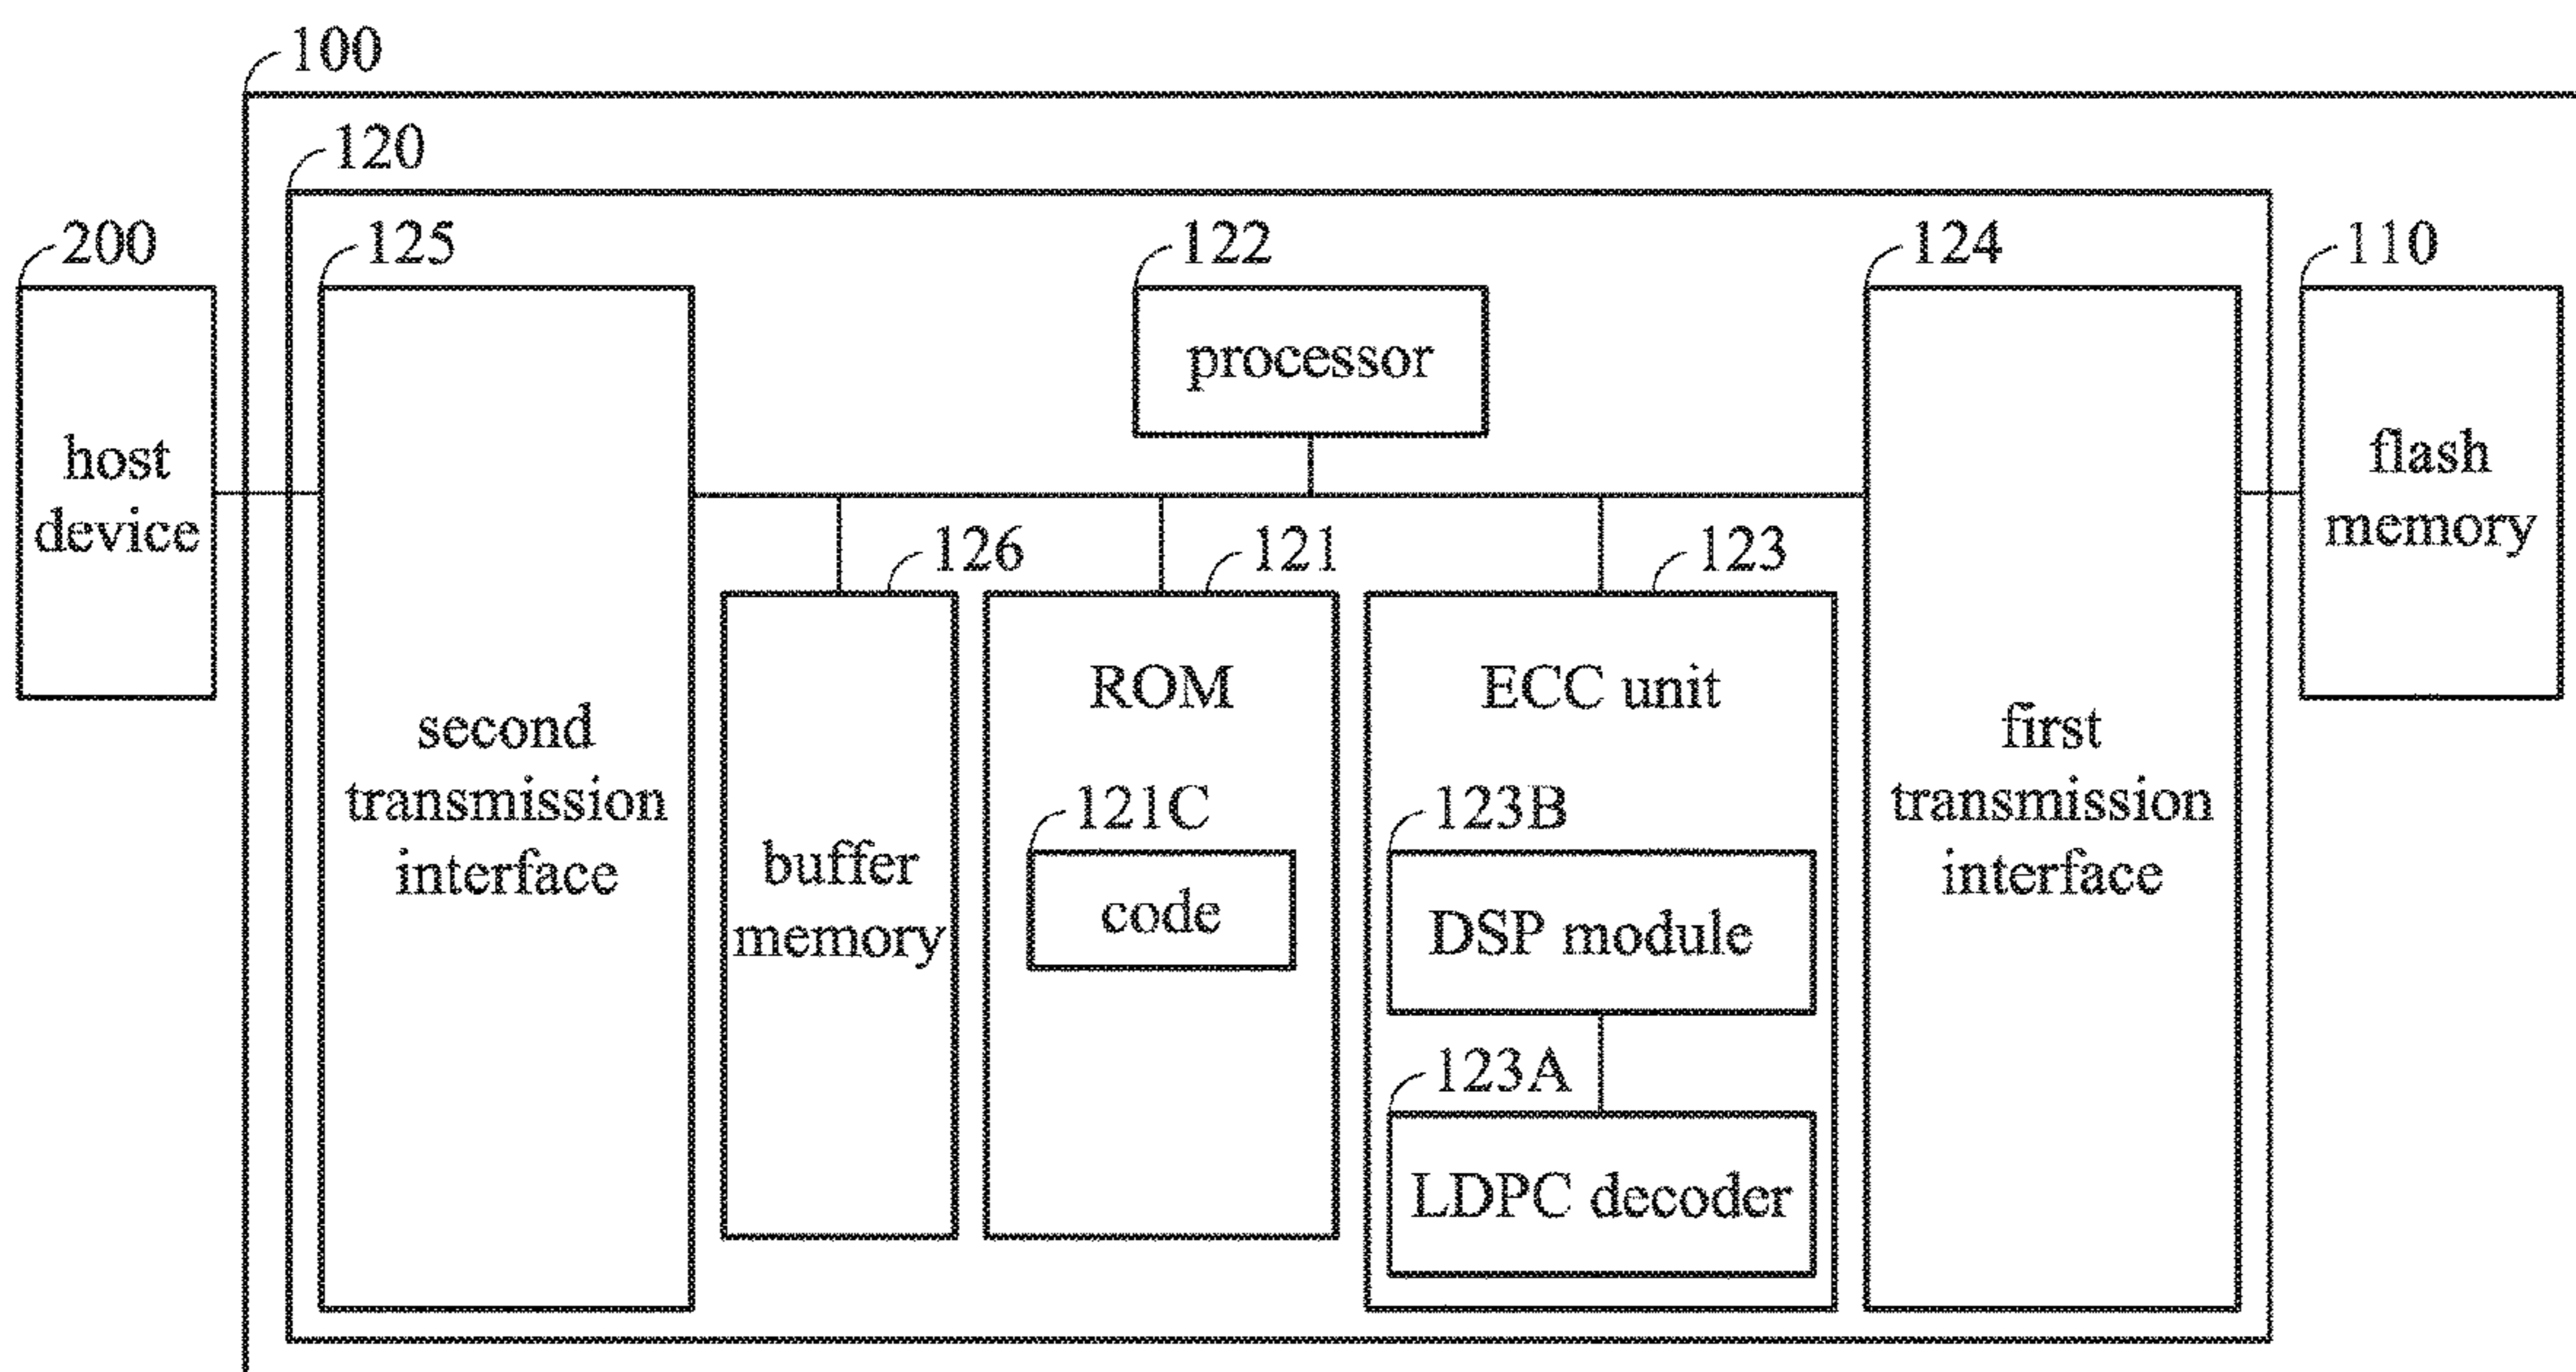 100
120
200
125
122
124
110
host
device
second
transmission
interface
processor
126
buffer
memory
121
ROM
121C
code
123
ECC unit
123B
DSP module
123A
LDPC decoder
first
transmission
interface
flash
memory